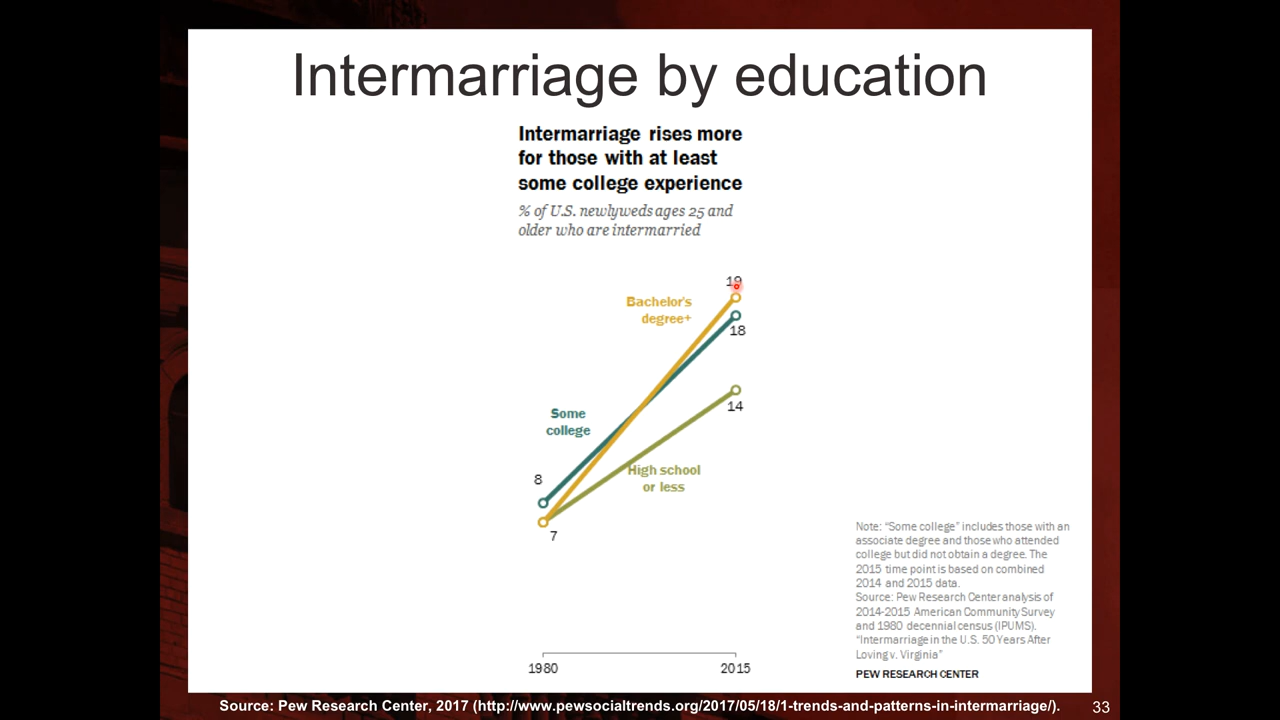 Intermarriage by education
Intermarriage rises more
for those with at least
some college experience
% of U.S. newlyweds ages 25 and
older who are intermarried
19
Bachelor's
degree+
18
14
Some
college
High school
or less
8
7
1980 2015
Note: “Some college” includes those with an
associate degree and those who attended
college but did not obtain a degree. The
2015 time point is based on combined
2014 and 2015 data.
Source: Pew Research Center analysis of
2014-2015 American Community Survey
and 1980 decennial census (IPUMS).
“Intermarriage in the U.S. 50 Years After
Loving v. Virginia”
PEW RESEARCH CENTER
Source: Pew Research Center, 2017 (http://www.pewsocialtrends.org/2017/05/18/1-trends-and-patterns-in-intermarriage/).
33